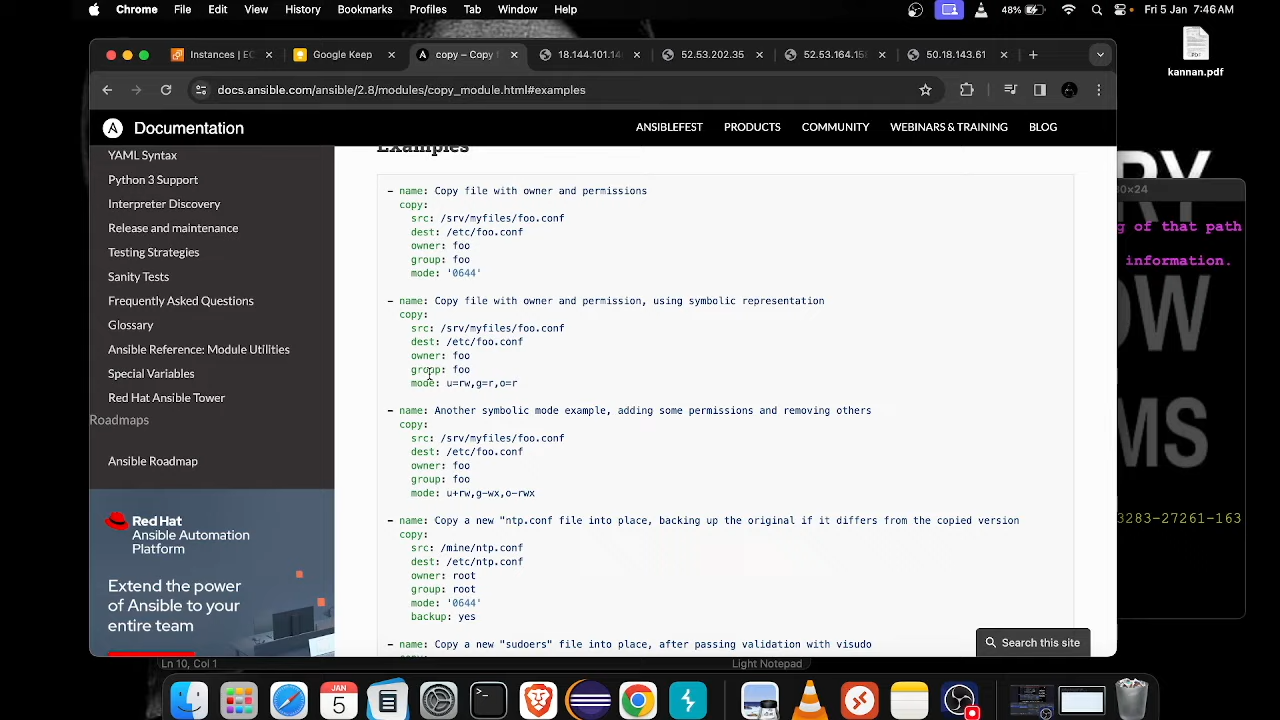 Chrome File Edit View History Bookmarks Profiles Tab Window Help 48% Fri 5 Jan 7:46 AM
kannan.pdf
Instances | EC Google Keep copy – Copy 18.144.101.14 52.53.202.35 52.53.164.15 50.18.143.61
docs.ansible.com/ansible/2.8/modules/copy_module.html#examples
A Documentation ANSIBLEFEST PRODUCTS COMMUNITY WEBINARS & TRAINING BLOG
YAML Syntax
Python 3 Support
Interpreter Discovery
Release and maintenance
Testing Strategies
Sanity Tests
Frequently Asked Questions
Glossary
Ansible Reference: Module Utilities
Special Variables
Red Hat Ansible Tower
Roadmaps
Ansible Roadmap
Red Hat
Ansible Automation
Platform
Extend the power
of Ansible to your
entire team
Examples
- name: Copy file with owner and permissions
copy:
src: /srv/myfiles/foo.conf
dest: /etc/foo.conf
owner: foo
group: foo
mode: '0644'
- name: Copy file with owner and permission, using symbolic representation
copy:
src: /srv/myfiles/foo.conf
dest: /etc/foo.conf
owner: foo
group: foo
mode: u=rw,g=r,o=r
- name: Another symbolic mode example, adding some permissions and removing others
copy:
src: /srv/myfiles/foo.conf
dest: /etc/foo.conf
owner: foo
group: foo
mode: u+rw,g-wx,o-rwx
- name: Copy a new "ntp.conf file into place, backing up the original if it differs from the copied version
copy:
src: /mine/ntp.conf
dest: /etc/ntp.conf
owner: root
group: root
mode: '0644'
backup: yes
- name: Copy a new "sudoers" file into place, after passing validation with visudo
Search this site
0×24
g of that path
information.
3283-27261-163
RY
OW
MS
Ln 10, Col 1 Light Notepad
JAN
5